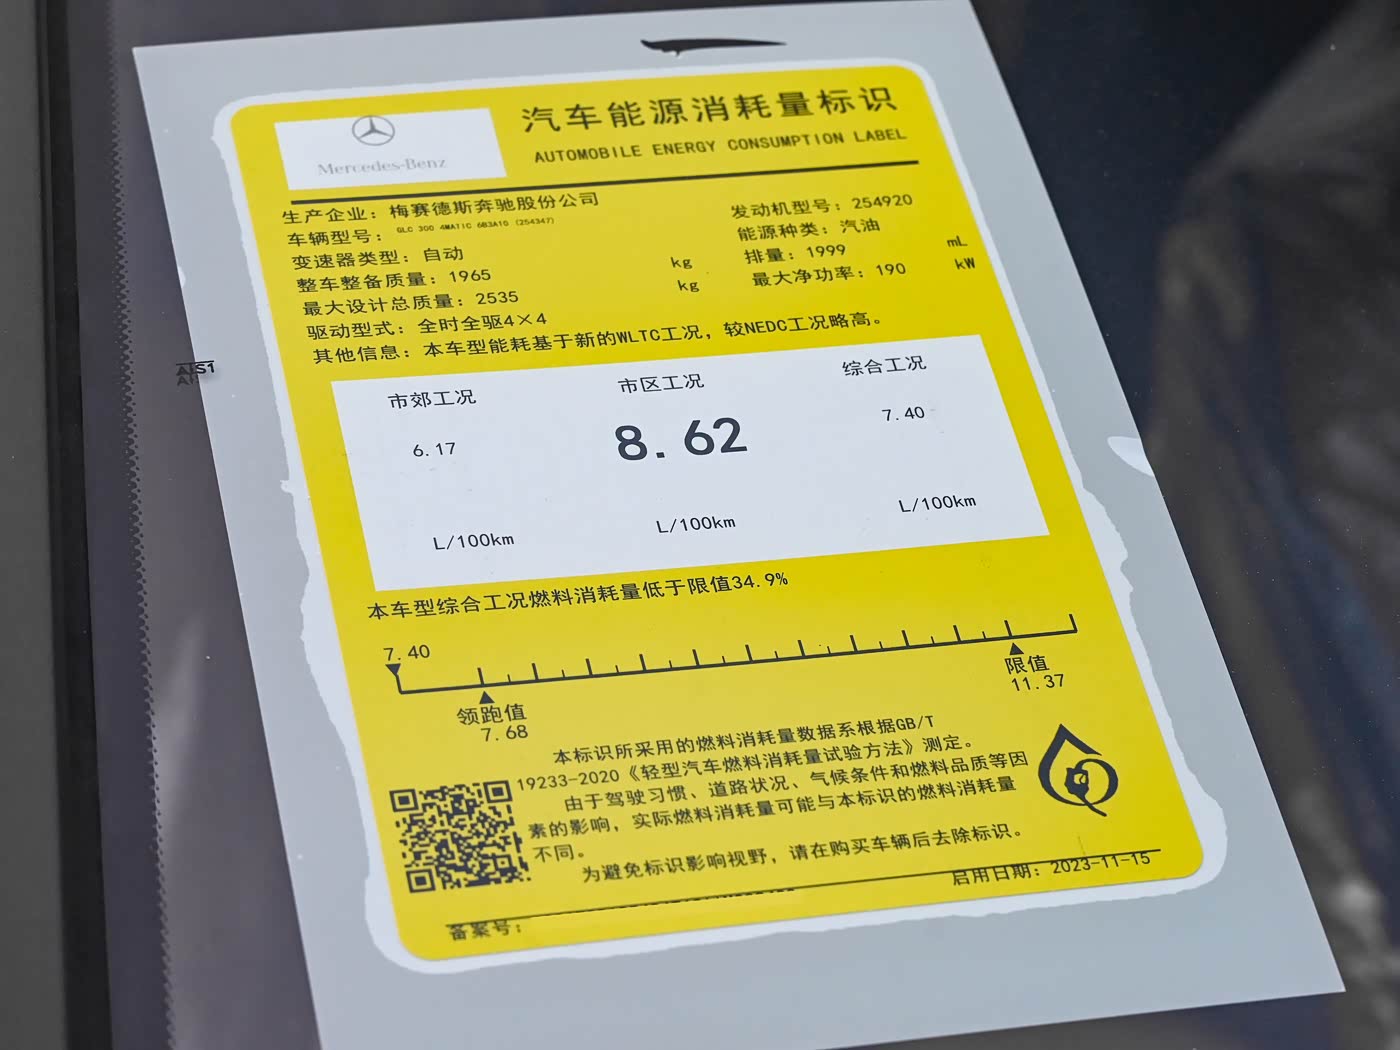 Mercedes-Benz
汽车能源消耗量标识
AUTOMOBILE ENERGY CONSUMPTION LABEL
生产企业：梅赛德斯奔驰股份公司
车辆型号：GLC 300 4MATIC 6B3A10 (254347)
变速器类型：自动
整车整备质量：1965 kg
最大设计总质量：2535 kg
驱动型式：全时全驱4×4
其他信息：本车型能耗基于新的WLTC工况，较NEDC工况略高。
发动机型号：254920
能源种类：汽油
排量：1999 mL
最大净功率：190 kW
市郊工况 市区工况 综合工况
6.17 8.62 7.40
L/100km L/100km L/100km
本车型综合工况燃料消耗量低于限值34.9%
7.40
领跑值
7.68
限值
11.37
本标识所采用的燃料消耗量数据系根据GB/T
19233-2020《轻型汽车燃料消耗量试验方法》测定。
由于驾驶习惯、道路状况、气候条件和燃料品质等因
素的影响，实际燃料消耗量可能与本标识的燃料消耗量
不同。
为避免标识影响视野，请在购买车辆后去除标识。
备案号：
启用日期：2023-11-15